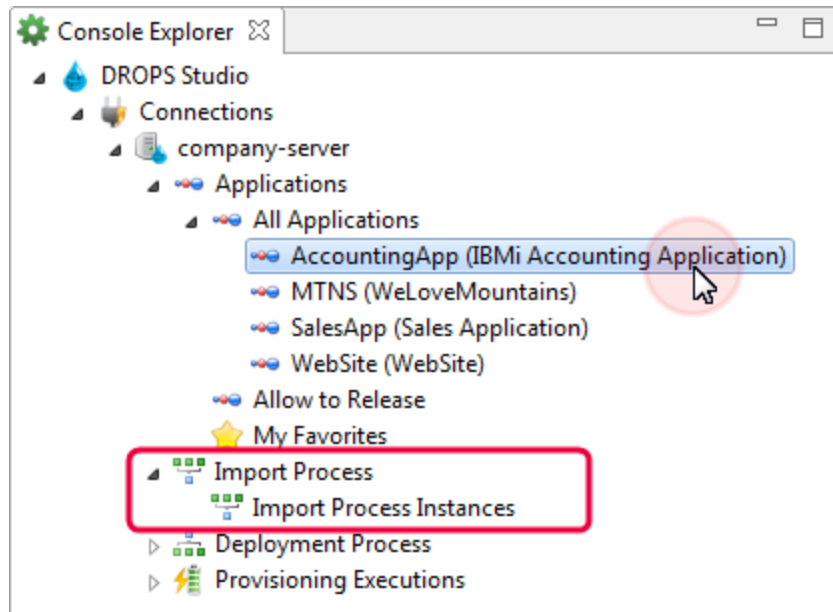 Console Explorer
DROPS Studio
Connections
company-server
Applications
All Applications
AccountingApp (IBMi Accounting Application)
MTNS (WeLoveMountains)
SalesApp (Sales Application)
WebSite (WebSite)
Allow to Release
My Favorites
Import Process
Import Process Instances
Deployment Process
Provisioning Executions